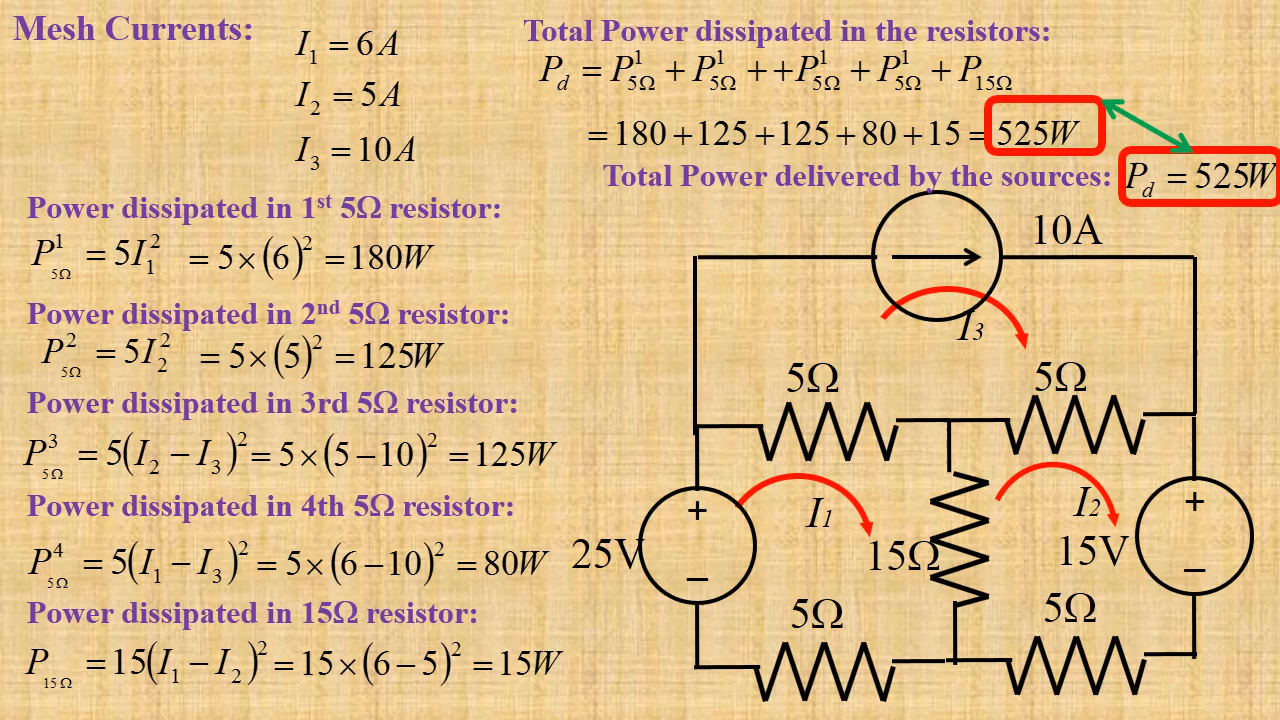 Mesh Currents:
I₁ = 6A
I₂ = 5A
I₃ = 10A
Power dissipated in 1st 5Ω resistor:
P¹₅Ω = 5I₁² = 5×(6)² = 180W
Power dissipated in 2nd 5Ω resistor:
P²₅Ω = 5I₂² = 5×(5)² = 125W
Power dissipated in 3rd 5Ω resistor:
P³₅Ω = 5(I₂ − I₃)² = 5×(5−10)² = 125W
Power dissipated in 4th 5Ω resistor:
P⁴₅Ω = 5(I₁ − I₃)² = 5×(6−10)² = 80W
Power dissipated in 15Ω resistor:
P₁₅Ω = 15(I₁ − I₂)² = 15×(6−5)² = 15W
Total Power dissipated in the resistors:
P_d = P¹₅Ω + P¹₅Ω + +P¹₅Ω + P¹₅Ω + P₁₅Ω
= 180 +125 +125 + 80 +15 = 525W
Total Power delivered by the sources: P_d = 525W
10A
I₃
5Ω 5Ω
I₁ I₂
+ +
25V 15Ω 15V
− −
5Ω 5Ω